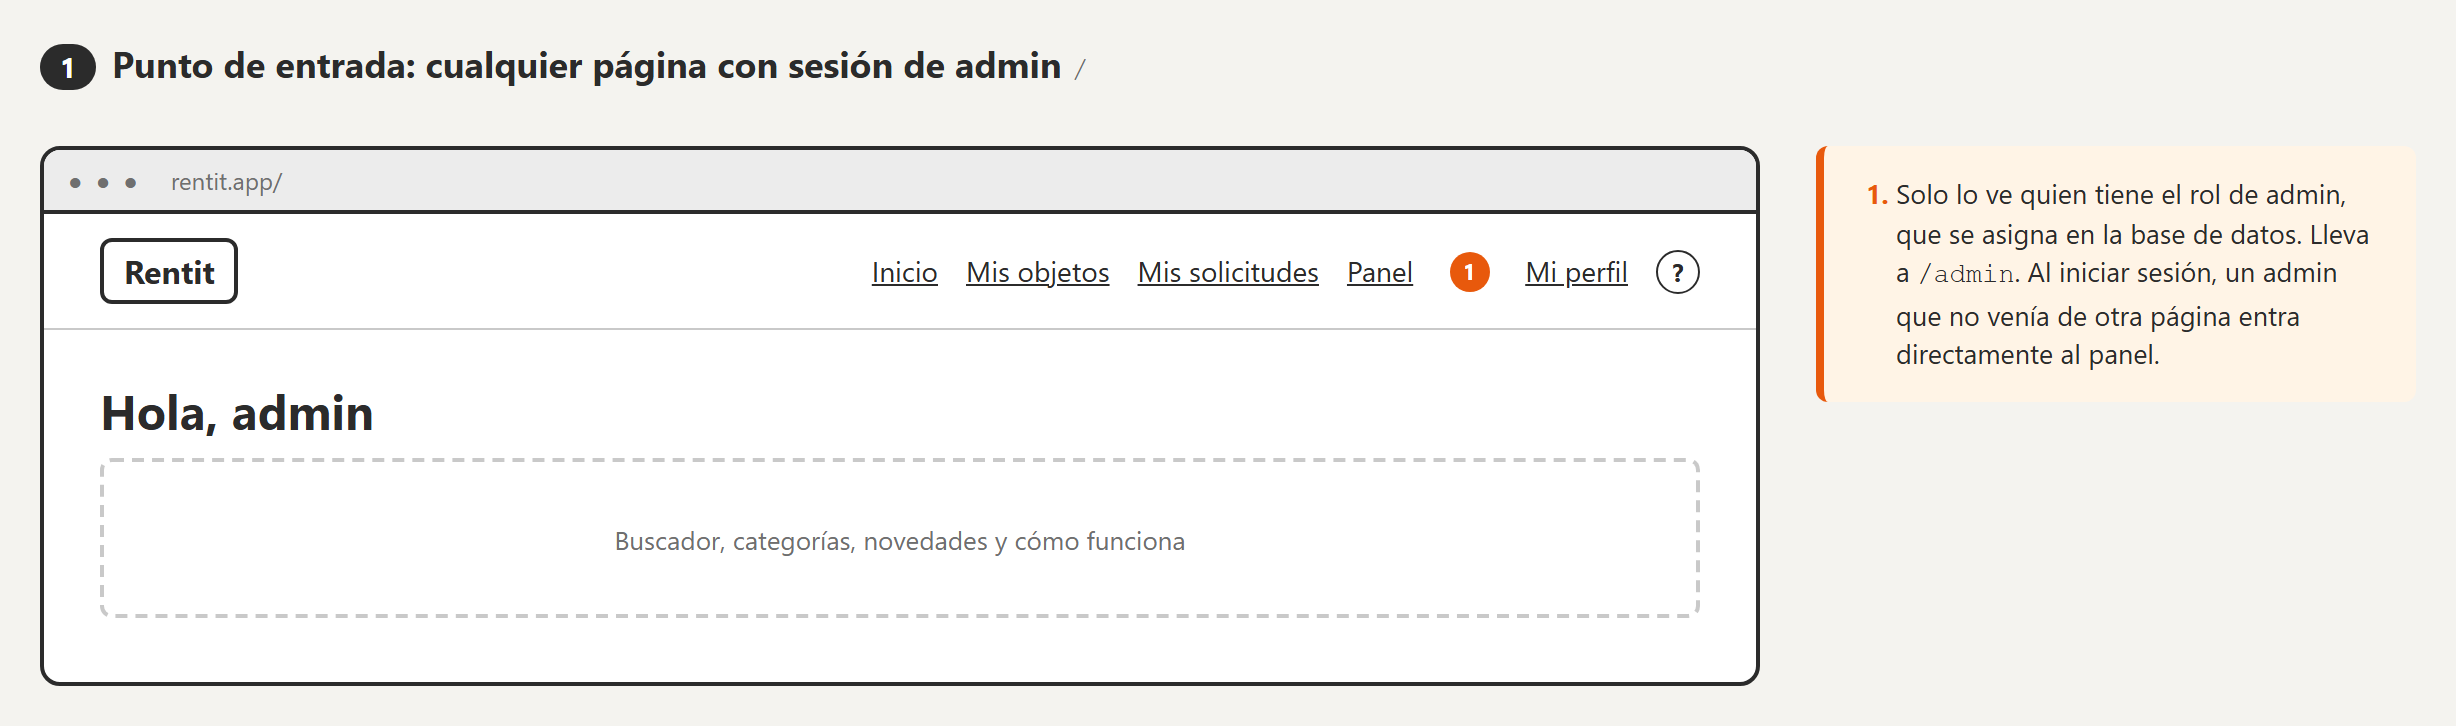 1 Punto de entrada: cualquier página con sesión de admin /
rentit.app/
Rentit Inicio Mis objetos Mis solicitudes Panel 1 Mi perfil ?
Hola, admin
Buscador, categorías, novedades y cómo funciona
1. Solo lo ve quien tiene el rol de admin,
que se asigna en la base de datos. Lleva
a /admin. Al iniciar sesión, un admin
que no venía de otra página entra
directamente al panel.